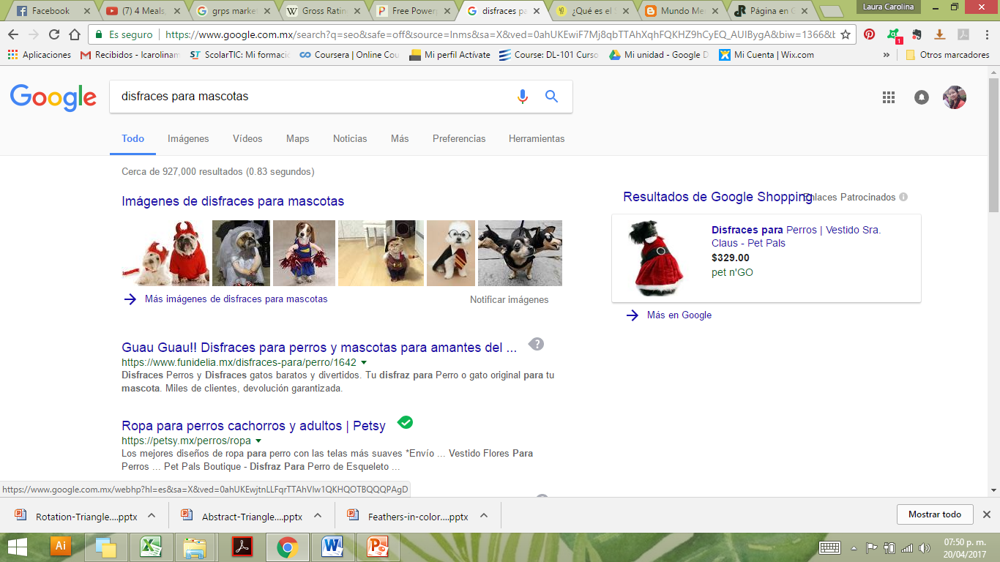 Laura Carolina
Facebook
(7) 4 Meals,
grps marke
Gross Ratin
Free Powerp
disfraces pa
¿Qué es el
Mundo Me
Página en C
Es seguro
https://www.google.com.mx/search?q=seo&safe=off&source=lnms&sa=X&ved=0ahUKEwiF7Mj8qbTTAhXqhFQKHZ9hCyEQ_AUIBygA&biw=1366&b
1
Aplicaciones
Recibidos - lcarolinam
ScolarTIC: Mi formaci
Coursera | Online Cou
Mi perfil Actívate
Course: DL-101 Curso
Mi unidad - Google D
Mi Cuenta | Wix.com
»
Otros marcadores
Google
disfraces para mascotas
Todo
Imágenes
Vídeos
Maps
Noticias
Más
Preferencias
Herramientas
Cerca de 927,000 resultados (0.83 segundos)
Imágenes de disfraces para mascotas
Más imágenes de disfraces para mascotas
Notificar imágenes
Guau Guau!! Disfraces para perros y mascotas para amantes del ...
https://www.funidelia.mx/disfraces-para/perro/1642
Disfraces Perros y Disfraces gatos baratos y divertidos. Tu disfraz para Perro o gato original para tu
mascota. Miles de clientes, devolución garantizada.
Ropa para perros cachorros y adultos | Petsy
https://petsy.mx/perros/ropa
Los mejores diseños de ropa para perro con las telas más suaves *Envío ... Vestido Flores Para
Perros ... Pet Pals Boutique - Disfraz Para Perro de Esqueleto ...
Resultados de Google Shopping
Enlaces Patrocinados
Disfraces para Perros | Vestido Sra.
Claus - Pet Pals
$329.00
pet n'GO
Más en Google
https://www.google.com.mx/webhp?hl=es&sa=X&ved=0ahUKEwjtnLLFqrTTAhVlw1QKHQOTBQQQPAgD
Rotation-Triangle....pptx
Abstract-Triangle....pptx
Feathers-in-color....pptx
Mostrar todo
Ai
07:50 p. m.
20/04/2017